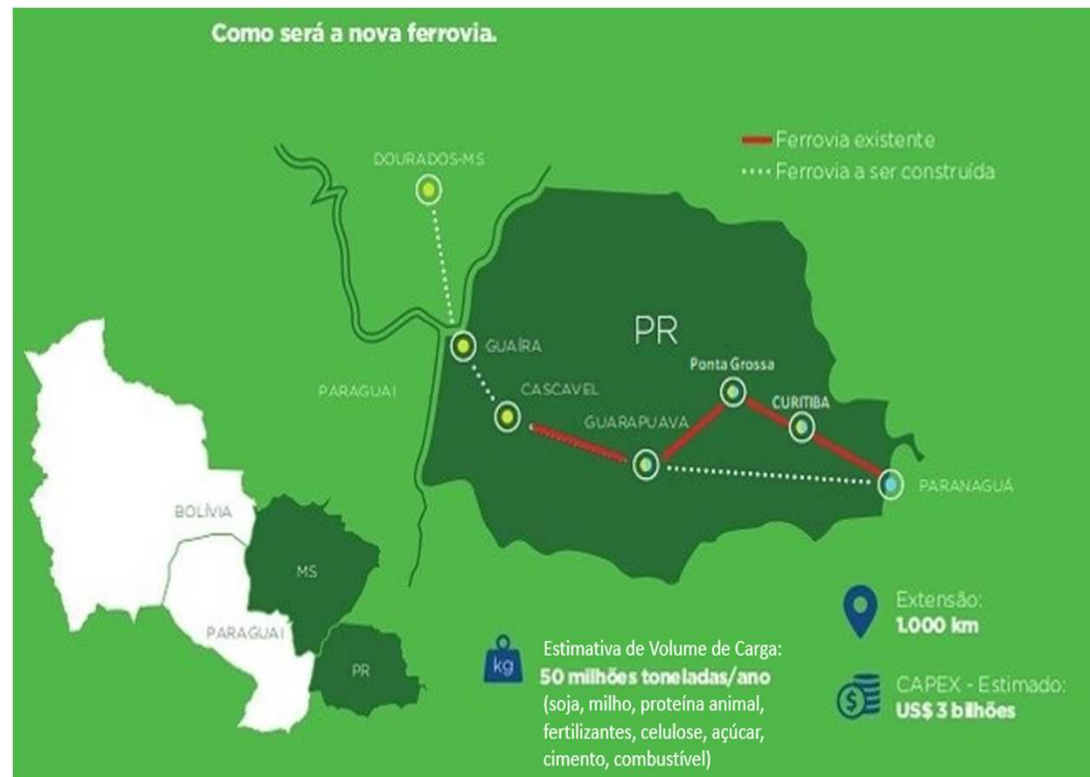 Como será a nova ferrovia.
Ferrovia existente
Ferrovia a ser construída
DOURADOS-MS
PR
GUAÍRA
Ponta Grossa
PARAGUAI
CASCAVEL
CURITIBA
GUARAPUAVA
PARANAGUÁ
BOLÍVIA
MS
PARAGUAI
PR
kg
Estimativa de Volume de Carga:
50 milhões toneladas/ano
(soja, milho, proteína animal,
fertilizantes, celulose, açúcar,
cimento, combustível)
Extensão:
1.000 km
$
CAPEX - Estimado:
US$ 3 bilhões